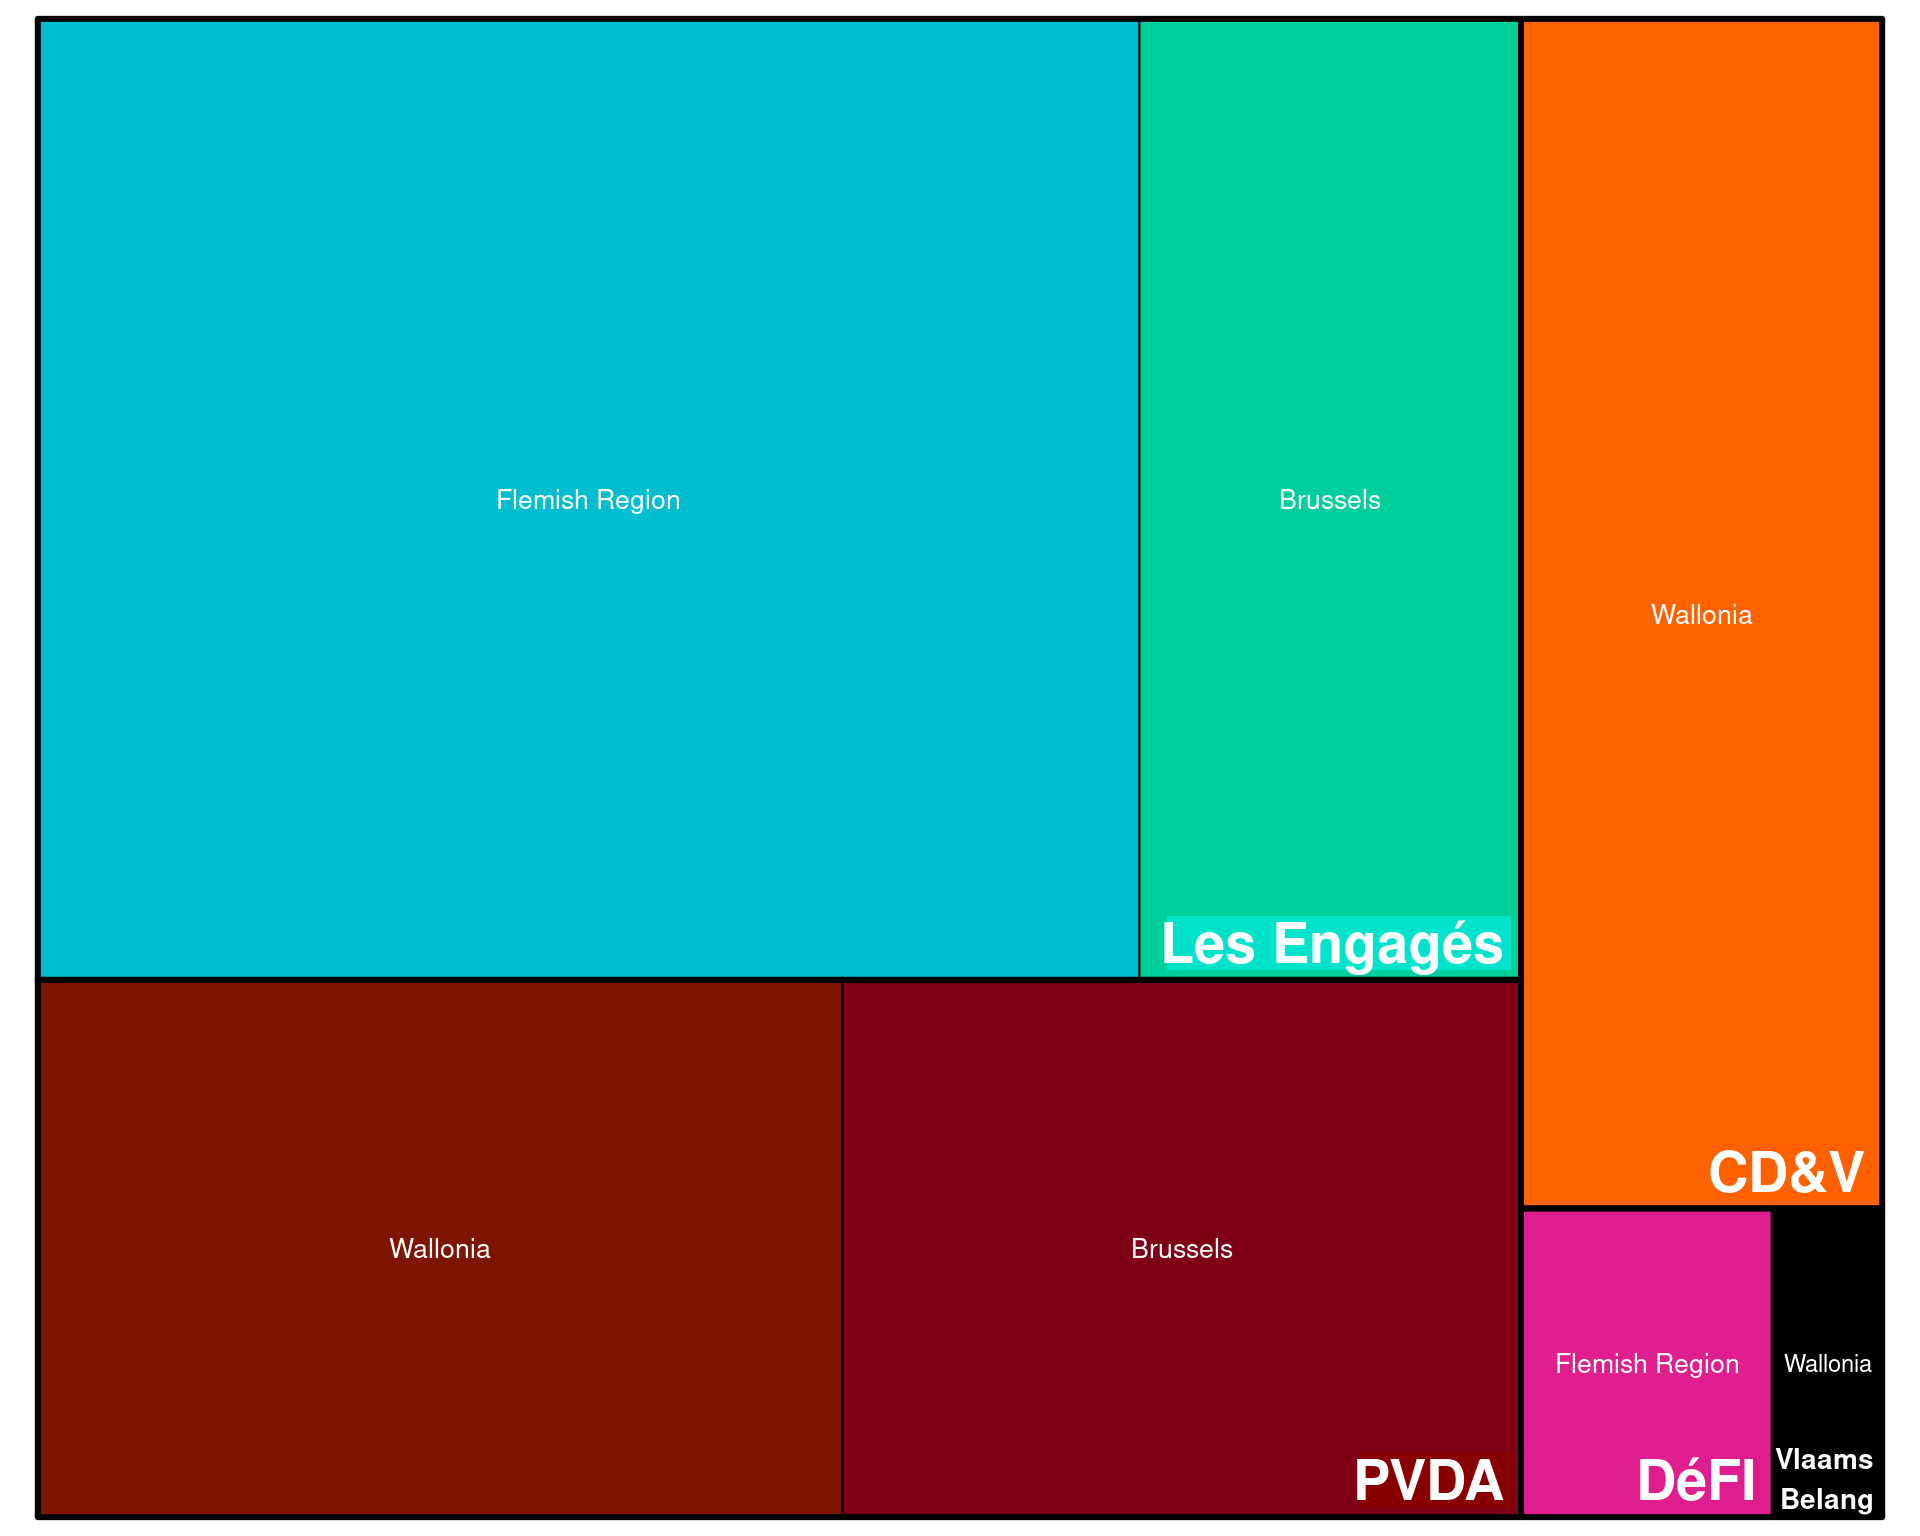 Flemish Region
Brussels
Les Engagés
Wallonia
CD&V
Wallonia
Brussels
PVDA
Flemish Region
DéFI
Wallonia
Vlaams
Belang